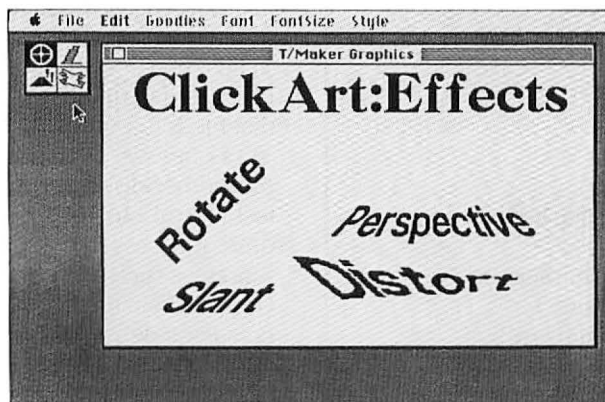 File Edit Goodies Font FontSize Style
T/Maker Graphics
ClickArt:Effects
Rotate
Perspective
Distort
Slant